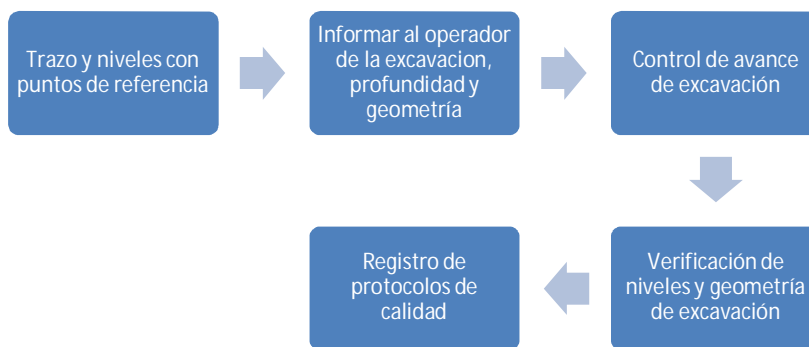 Trazo y niveles con
puntos de referencia
Informar al operador
de la excavacion,
profundidad y
geometría
Control de avance
de excavación
Verificación de
niveles y geometría
de excavación
Registro de
protocolos de
calidad